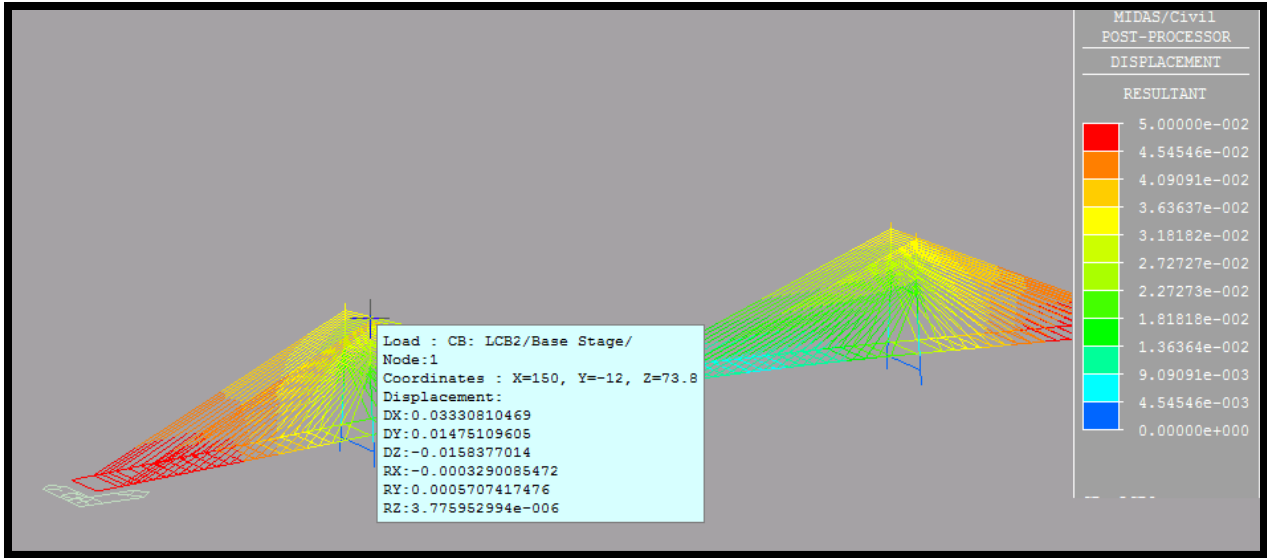 MIDAS/Civil
POST-PROCESSOR
DISPLACEMENT
RESULTANT
5.00000e-002
4.54546e-002
4.09091e-002
3.63637e-002
3.18182e-002
2.72727e-002
2.27273e-002
1.81818e-002
1.36364e-002
9.09091e-003
4.54546e-003
0.00000e+000
Load : CB: LCB2/Base Stage/
Node:1
Coordinates : X=150, Y=-12, Z=73.8
Displacement:
DX:0.03330810469
DY:0.01475109605
DZ:-0.0158377014
RX:-0.0003290085472
RY:0.0005707417476
RZ:3.775952994e-006